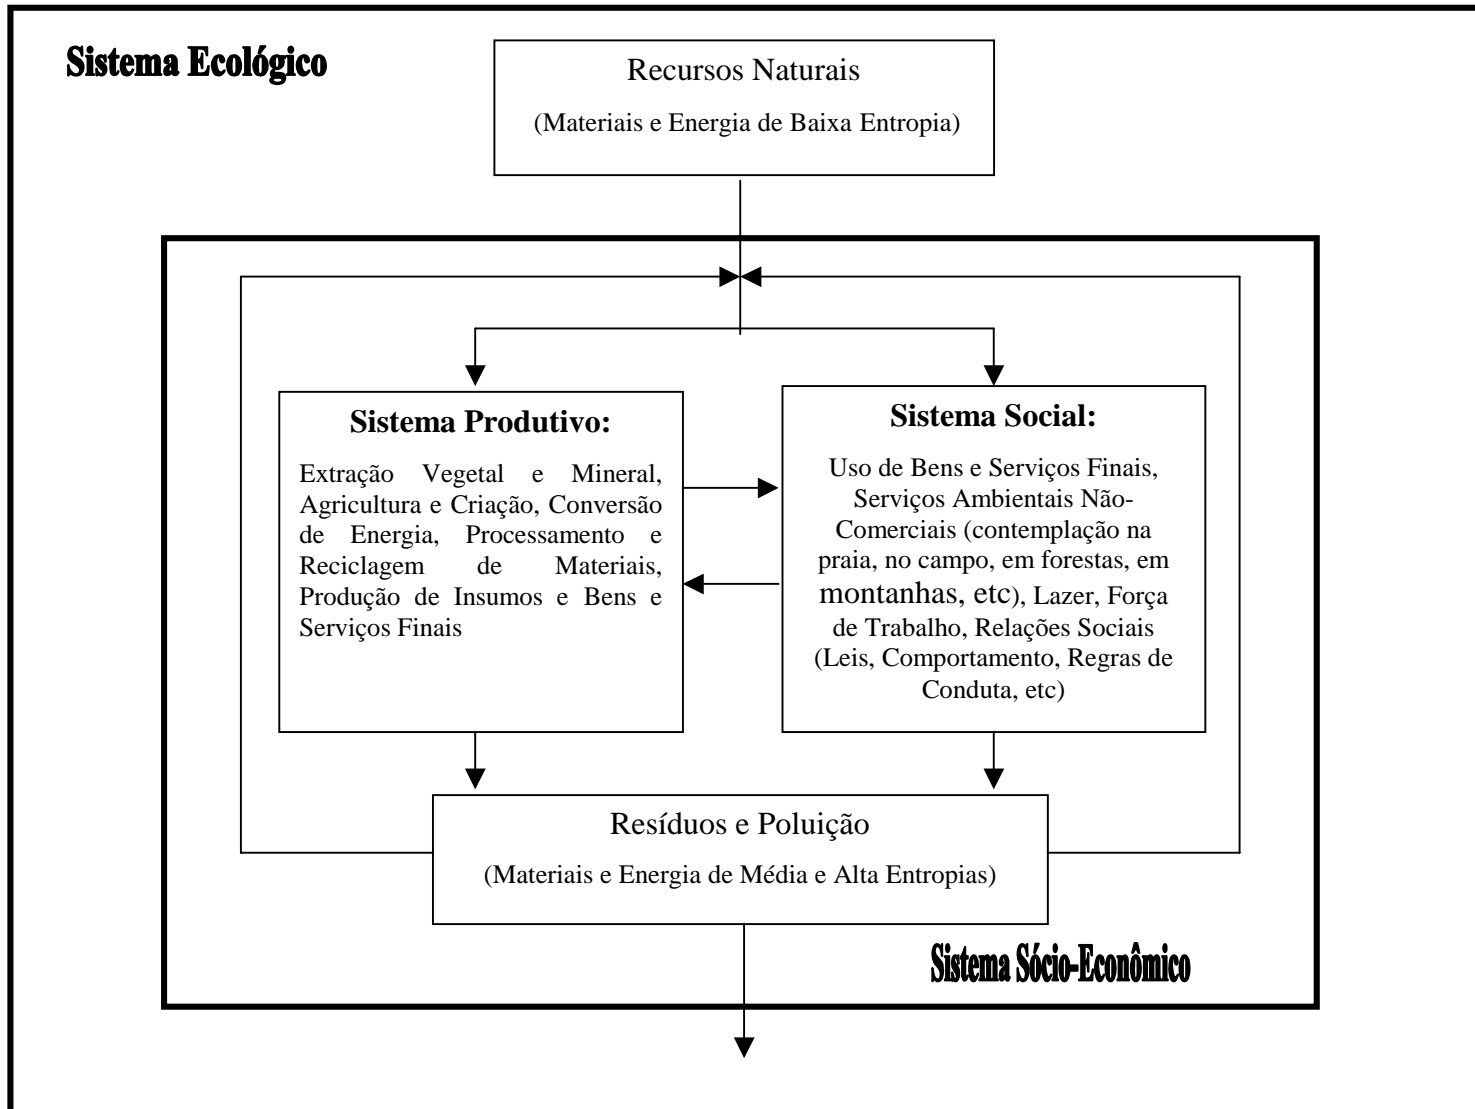 Sistema Ecológico
Recursos Naturais
(Materiais e Energia de Baixa Entropia)
Sistema Produtivo:
Extração Vegetal e Mineral,
Agricultura e Criação, Conversão
de Energia, Processamento e
Reciclagem de Materiais,
Produção de Insumos e Bens e
Serviços Finais
Sistema Social:
Uso de Bens e Serviços Finais,
Serviços Ambientais Não-
Comerciais (contemplação na
praia, no campo, em forestas, em
montanhas, etc), Lazer, Força
de Trabalho, Relações Sociais
(Leis, Comportamento, Regras de
Conduta, etc)
Resíduos e Poluição
(Materiais e Energia de Média e Alta Entropias)
Sistema Sócio-Econômico